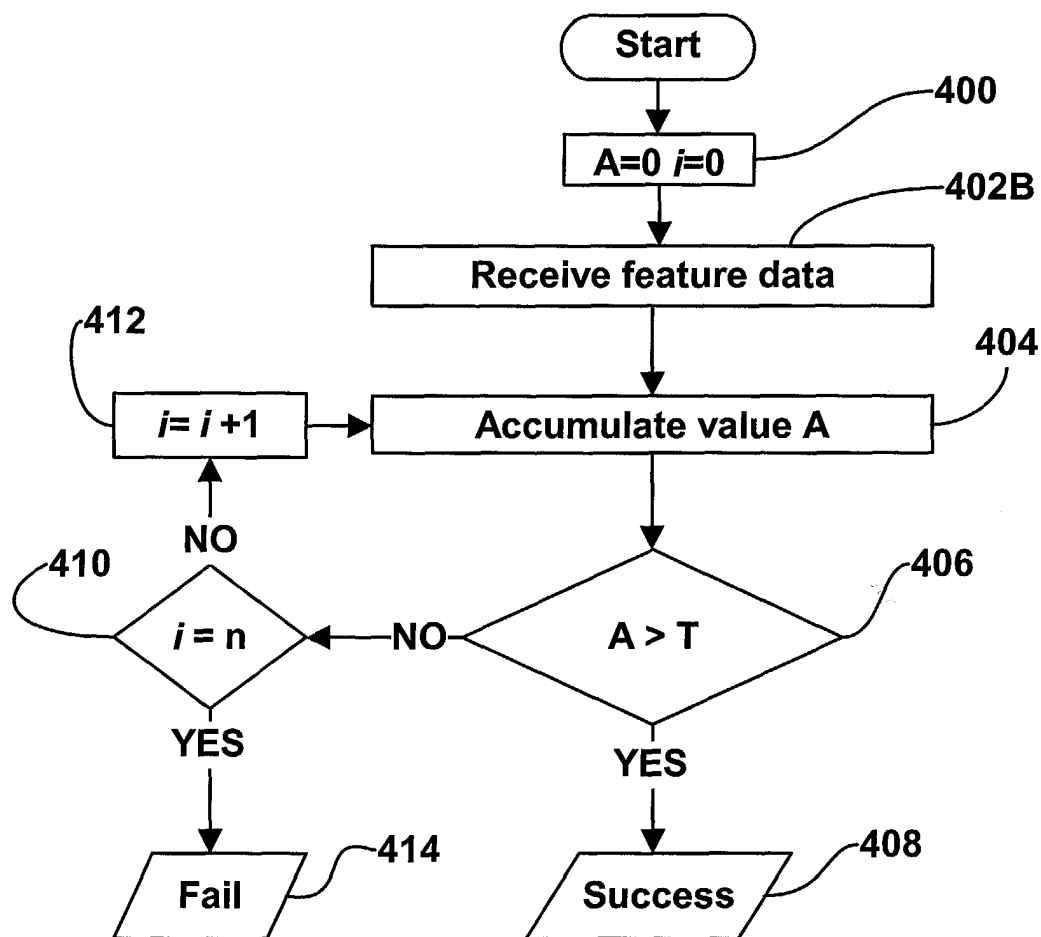 Start
400
A=0 i=0
402B
Receive feature data
412
404
i= i +1
Accumulate value A
NO
410
406
i = n
NO
A > T
YES
YES
414
408
Fail
Success